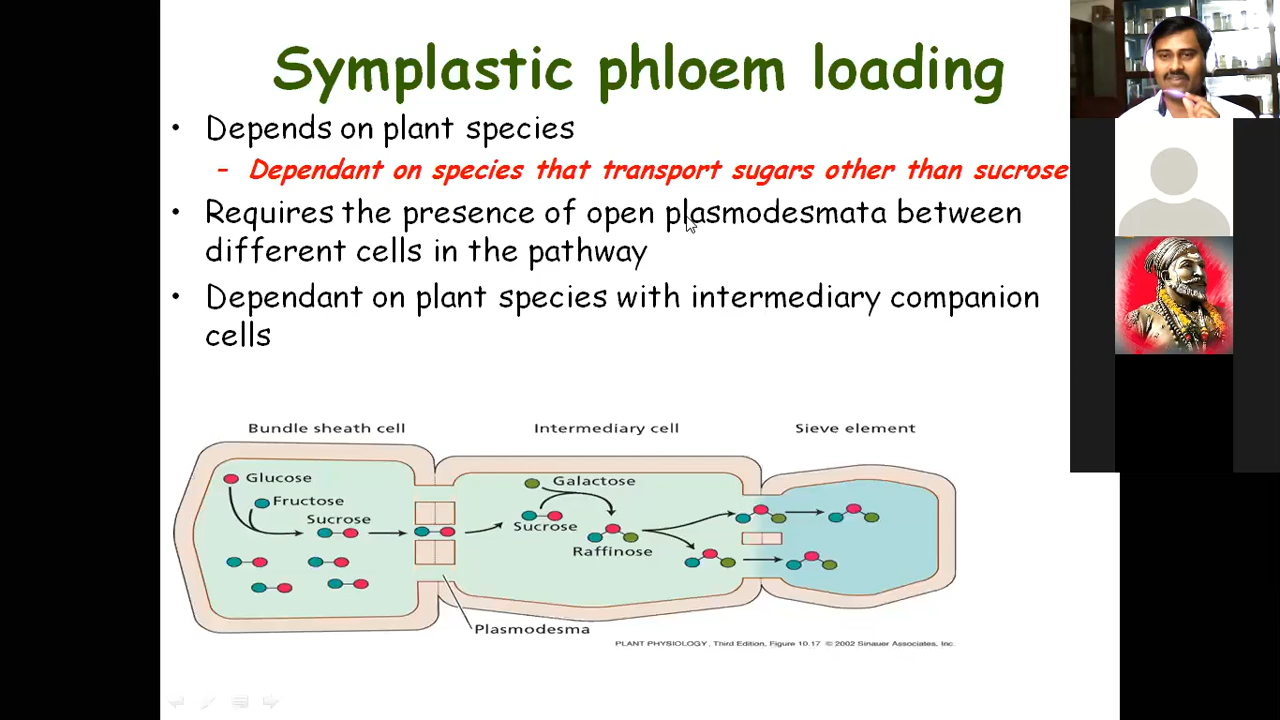 Symplastic phloem loading
• Depends on plant species
– Dependant on species that transport sugars other than sucrose
• Requires the presence of open plasmodesmata between
different cells in the pathway
• Dependant on plant species with intermediary companion
cells
Bundle sheath cell
Intermediary cell
Sieve element
Glucose
Fructose
Sucrose
Galactose
Sucrose
Raffinose
Plasmodesma
PLANT PHYSIOLOGY, Third Edition, Figure 10.17 © 2002 Sinauer Associates, Inc.